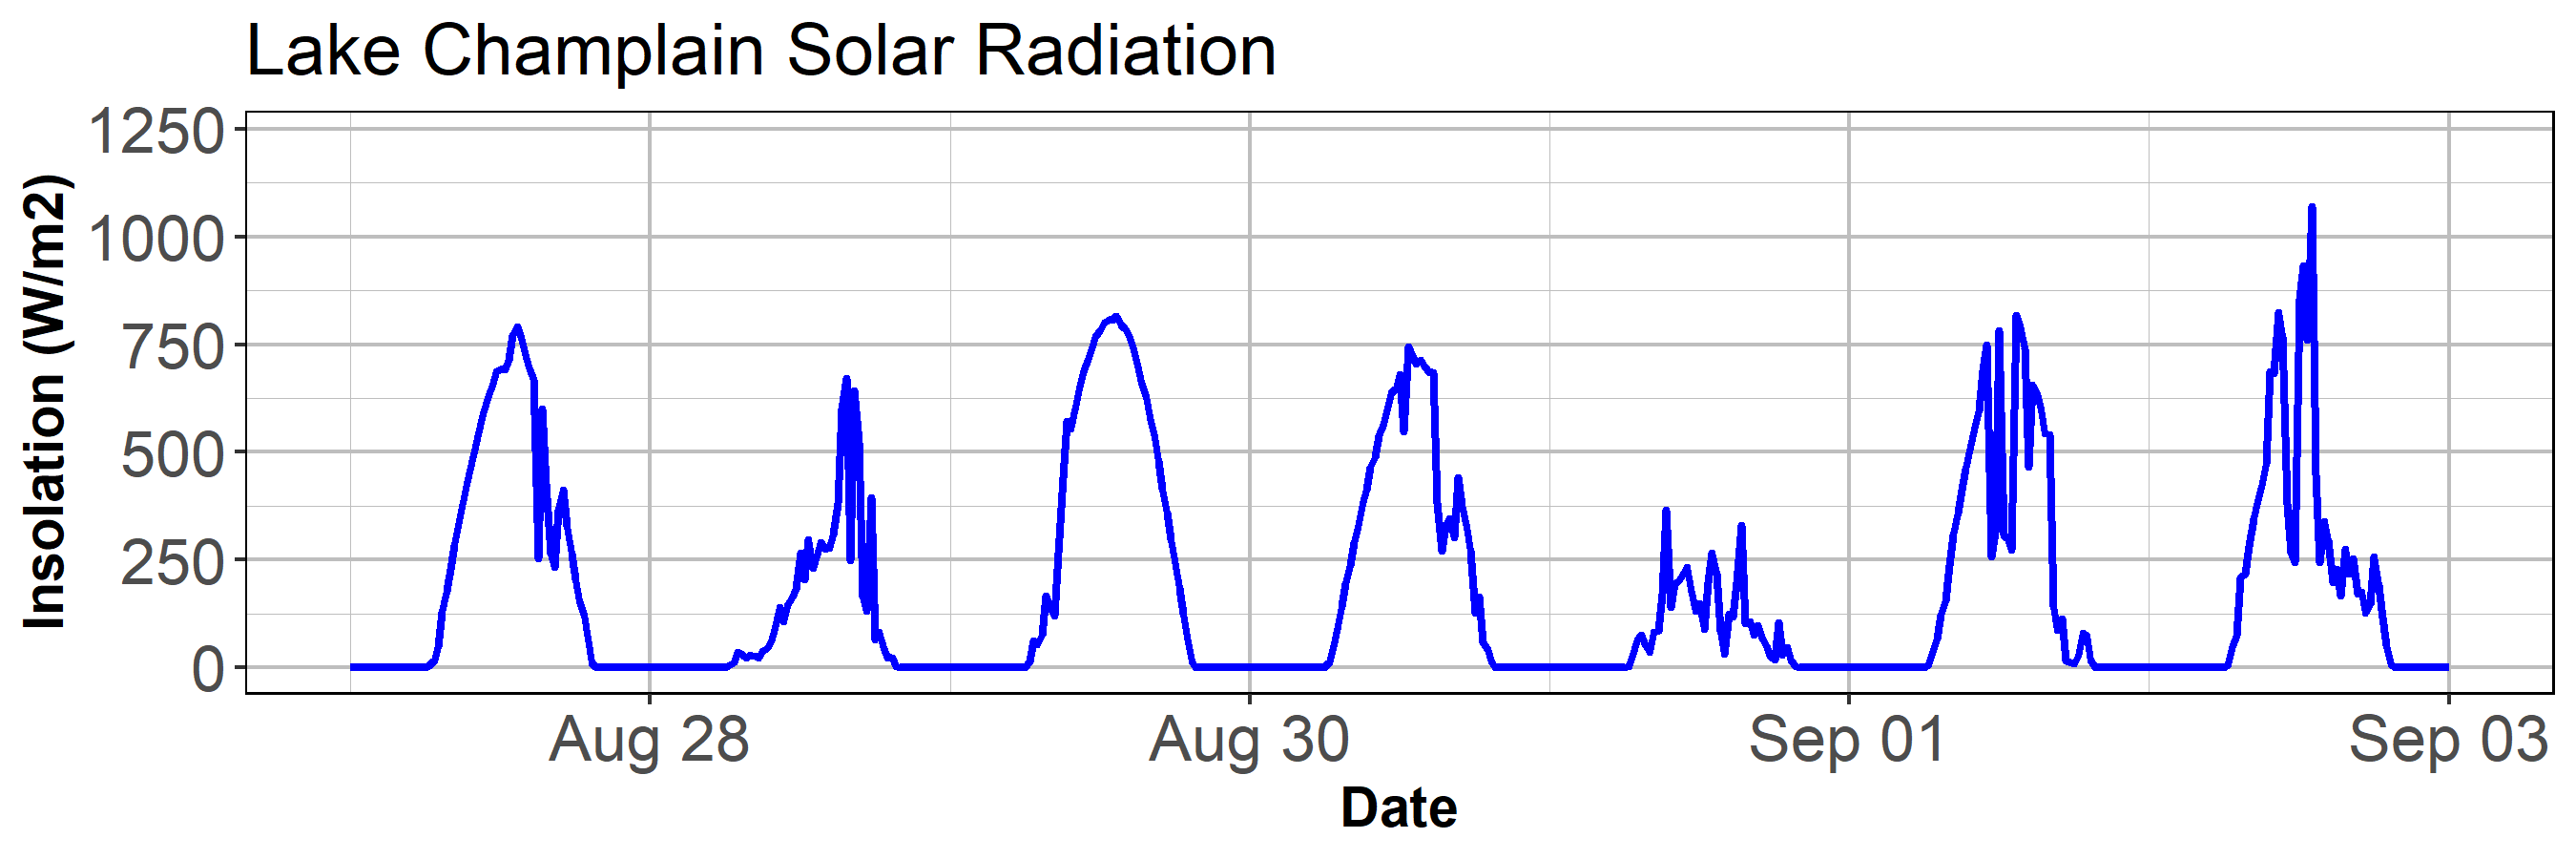 Lake Champlain Solar Radiation
Insolation (W/m2)
1250
1000
750
500
250
0
Aug 28 Aug 30 Sep 01 Sep 03
Date